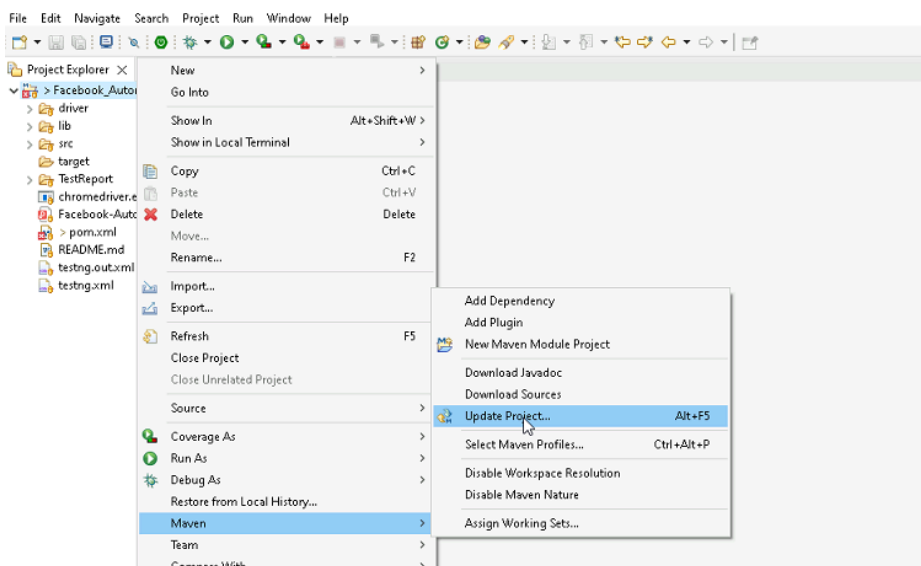 File Edit Navigate Search Project Run Window Help
Project Explorer
> Facebook_Autor
driver
lib
src
target
TestReport
chromedriver.e
Facebook-Autc
> pom.xml
README.md
testng.out.xml
testng.xml
New
Go Into
Show In Alt+Shift+W >
Show in Local Terminal
Copy Ctrl+C
Paste Ctrl+V
Delete Delete
Move...
Rename... F2
Import...
Export...
Refresh F5
Close Project
Close Unrelated Project
Source
Coverage As
Run As
Debug As
Restore from Local History...
Maven
Team
Compare With
Add Dependency
Add Plugin
New Maven Module Project
Download Javadoc
Download Sources
Update Project... Alt+F5
Select Maven Profiles... Ctrl+Alt+P
Disable Workspace Resolution
Disable Maven Nature
Assign Working Sets...